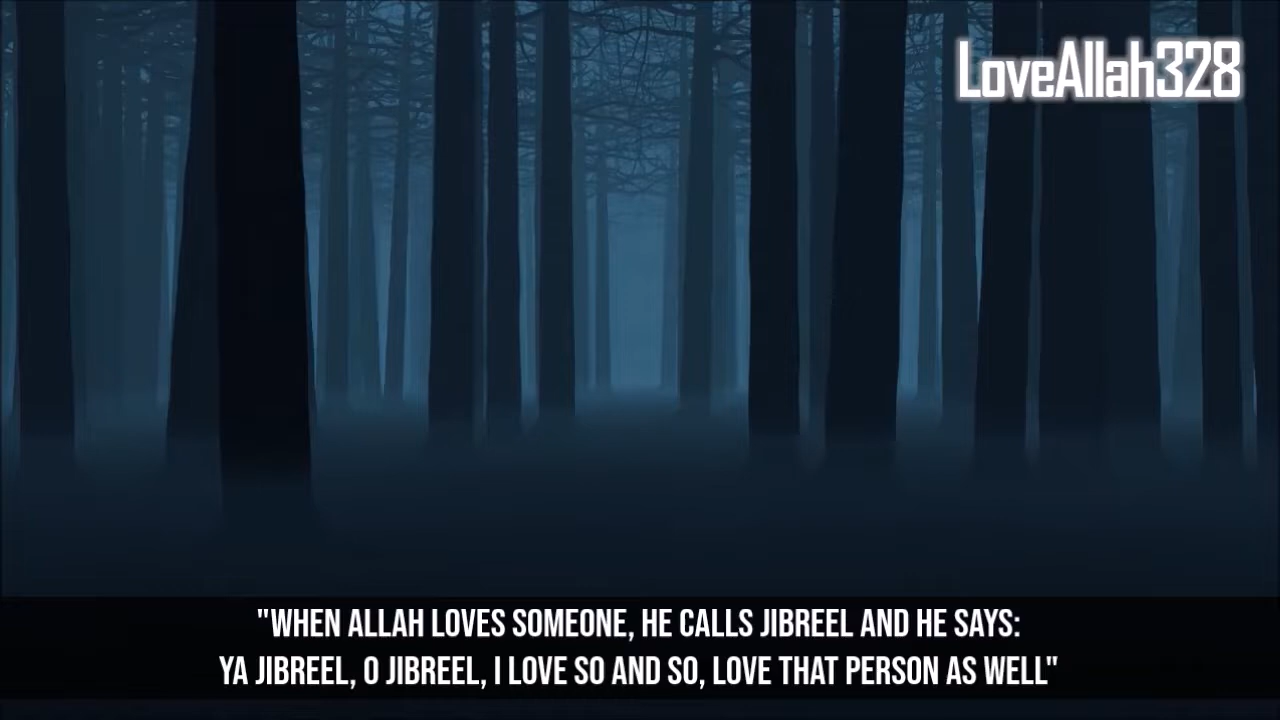 LoveAllah328
"WHEN ALLAH LOVES SOMEONE, HE CALLS JIBREEL AND HE SAYS:
YA JIBREEL, O JIBREEL, I LOVE SO AND SO, LOVE THAT PERSON AS WELL"